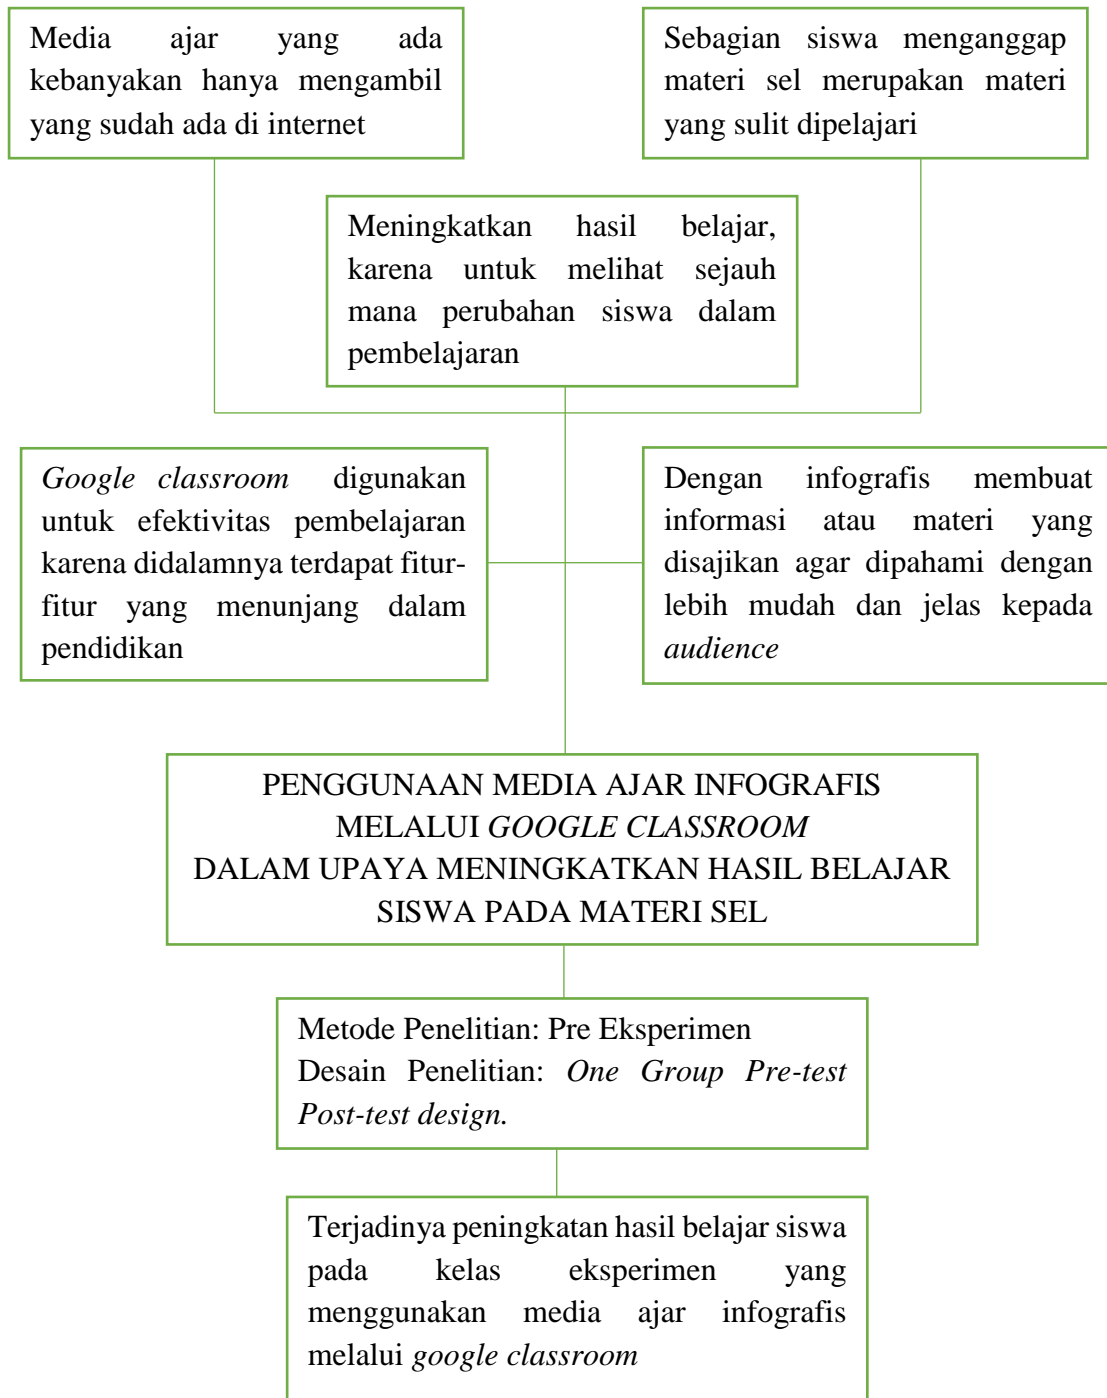 Media ajar yang ada
kebanyakan hanya mengambil
yang sudah ada di internet
Sebagian siswa menganggap
materi sel merupakan materi
yang sulit dipelajari
Meningkatkan hasil belajar,
karena untuk melihat sejauh
mana perubahan siswa dalam
pembelajaran
Google classroom digunakan
untuk efektivitas pembelajaran
karena didalamnya terdapat fitur-
fitur yang menunjang dalam
pendidikan
Dengan infografis membuat
informasi atau materi yang
disajikan agar dipahami dengan
lebih mudah dan jelas kepada
audience
PENGGUNAAN MEDIA AJAR INFOGRAFIS
MELALUI GOOGLE CLASSROOM
DALAM UPAYA MENINGKATKAN HASIL BELAJAR
SISWA PADA MATERI SEL
Metode Penelitian: Pre Eksperimen
Desain Penelitian: One Group Pre-test
Post-test design.
Terjadinya peningkatan hasil belajar siswa
pada kelas eksperimen yang
menggunakan media ajar infografis
melalui google classroom